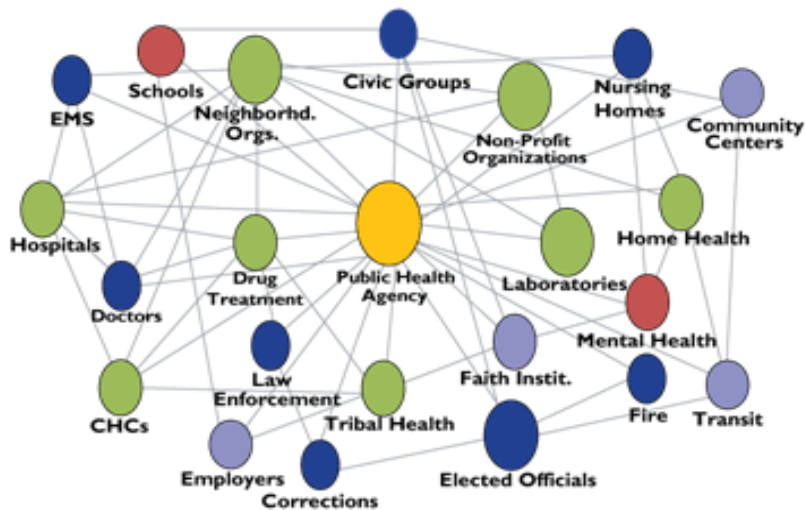 Schools
EMS
Neighborhd.
Orgs.
Civic Groups
Non-Profit
Organizations
Nursing
Homes
Community
Centers
Hospitals
Doctors
Drug
Treatment
Public Health
Agency
Laboratories
Home Health
Mental Health
CHCs
Law
Enforcement
Tribal Health
Faith Instit.
Fire
Transit
Employers
Corrections
Elected Officials